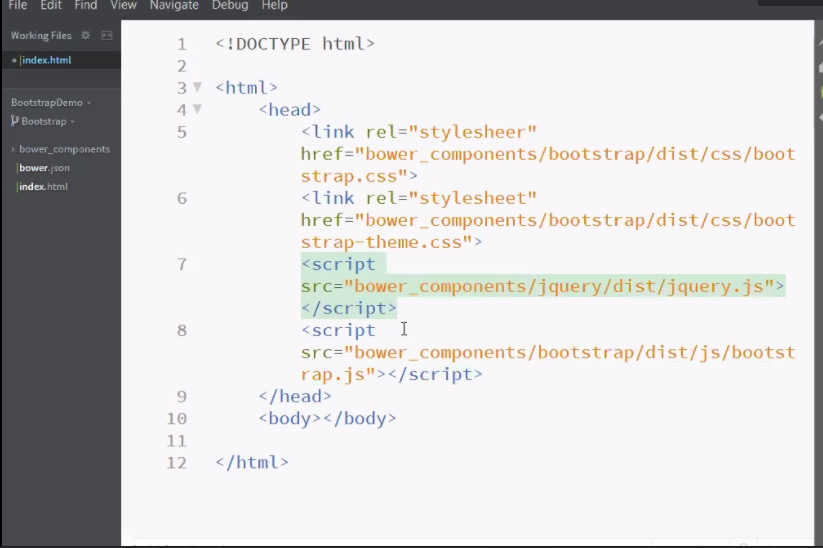 File Edit Find View Navigate Debug Help
Working Files
index.html
BootstrapDemo
Bootstrap
bower_components
bower.json
index.html
1 <!DOCTYPE html>
2
3 <html>
4 <head>
5 <link rel="stylesheer"
href="bower_components/bootstrap/dist/css/boot
strap.css">
6 <link rel="stylesheet"
href="bower_components/bootstrap/dist/css/boot
strap-theme.css">
7 <script
src="bower_components/jquery/dist/jquery.js">
</script>
8 <script
src="bower_components/bootstrap/dist/js/bootst
rap.js"></script>
9 </head>
10 <body></body>
11
12 </html>